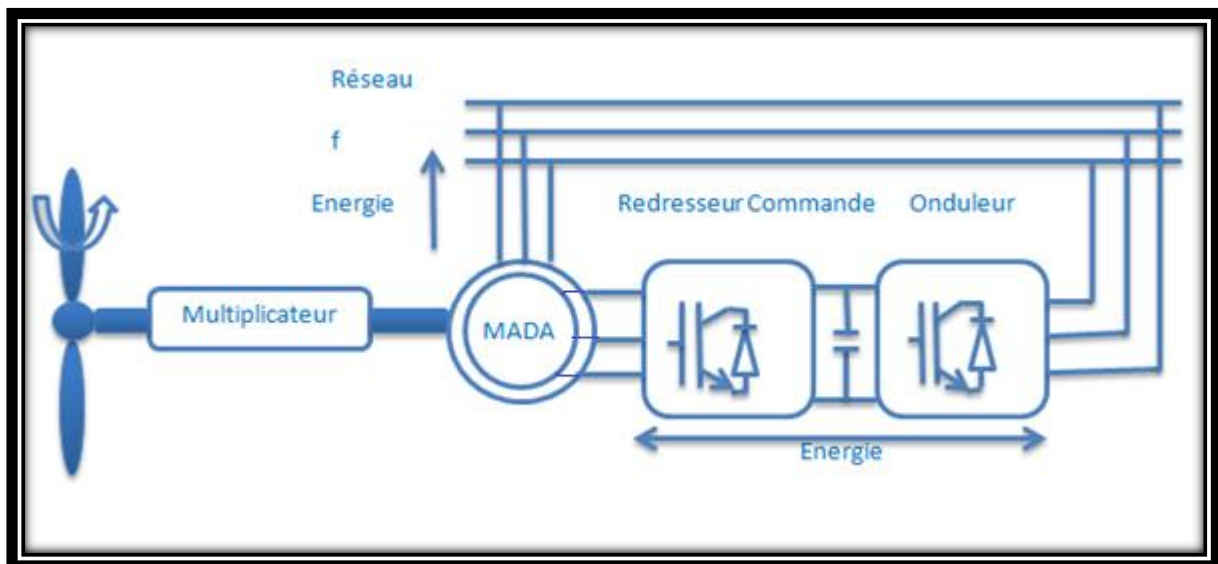 Réseau
f
Energie
Redresseur Commande Onduleur
Multiplicateur
MADA
Energie